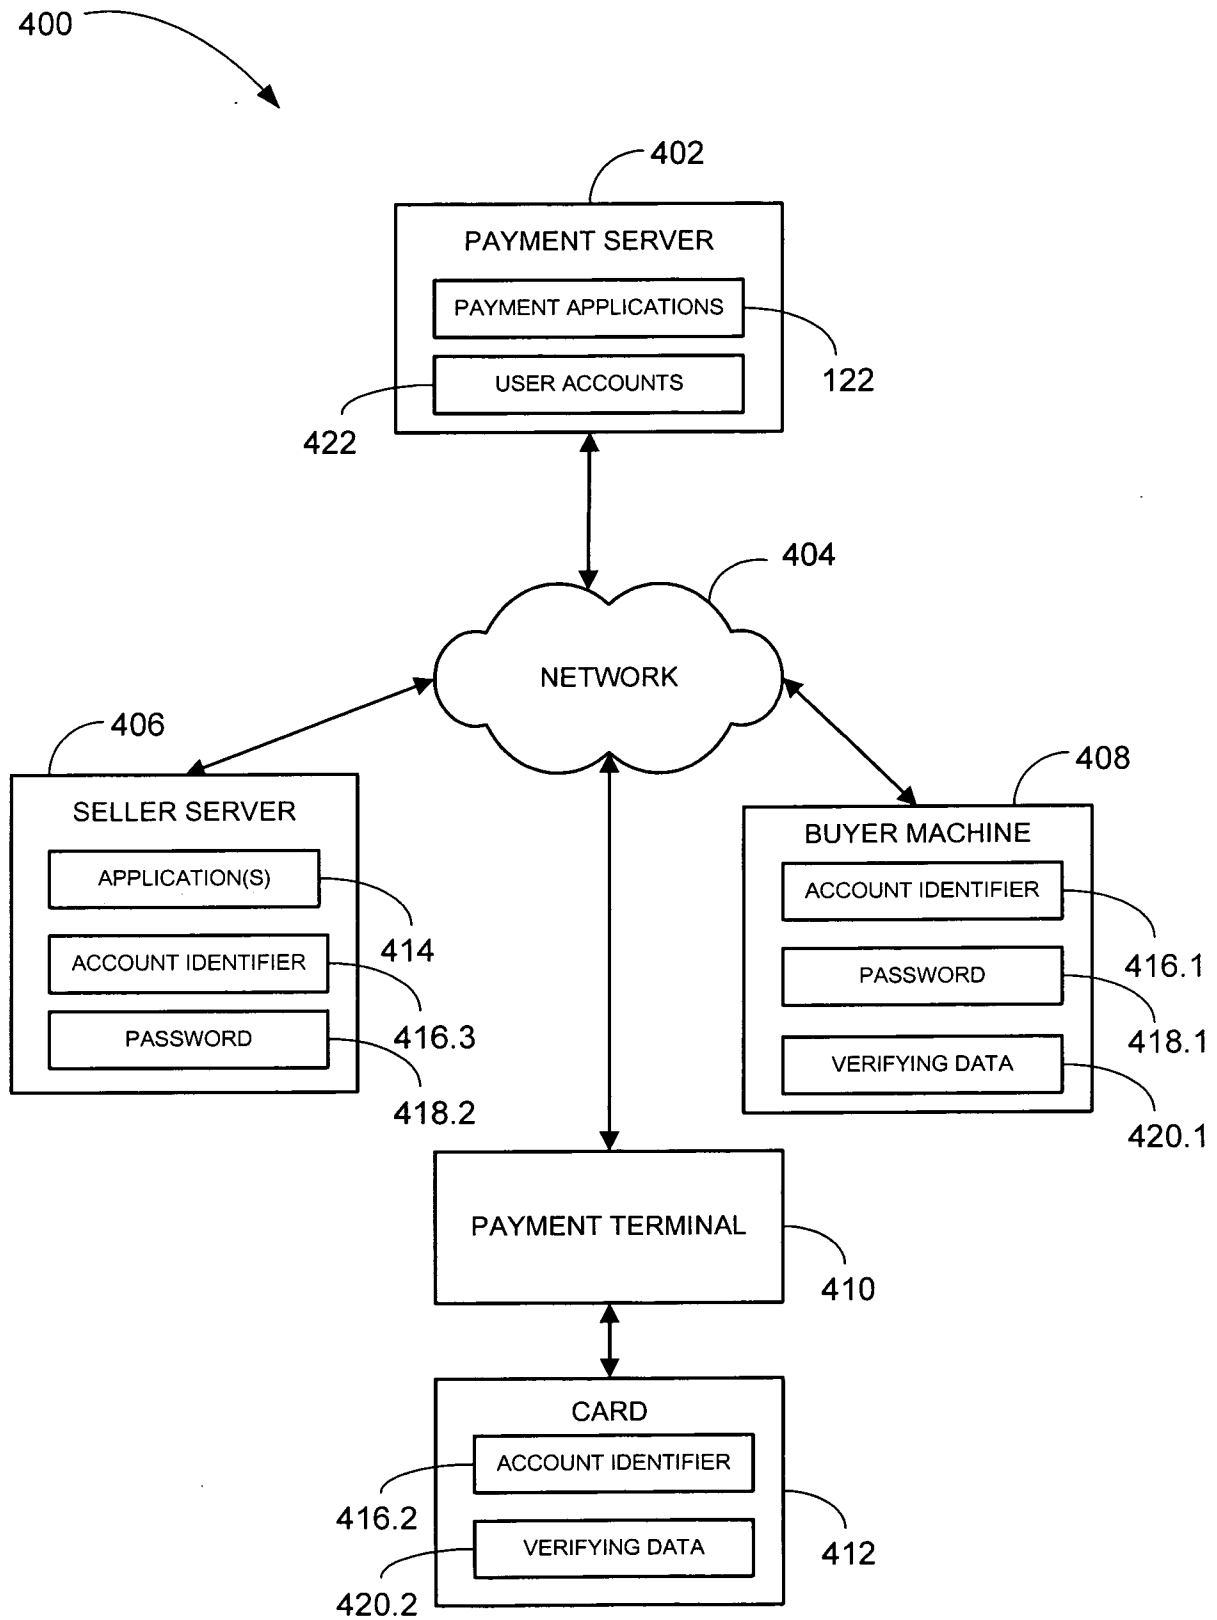 400
402
PAYMENT SERVER
PAYMENT APPLICATIONS
122
USER ACCOUNTS
422
404
NETWORK
406
SELLER SERVER
APPLICATION(S)
414
ACCOUNT IDENTIFIER
416.3
PASSWORD
418.2
408
BUYER MACHINE
ACCOUNT IDENTIFIER
416.1
PASSWORD
418.1
VERIFYING DATA
420.1
PAYMENT TERMINAL
410
CARD
ACCOUNT IDENTIFIER
416.2
VERIFYING DATA
412
420.2